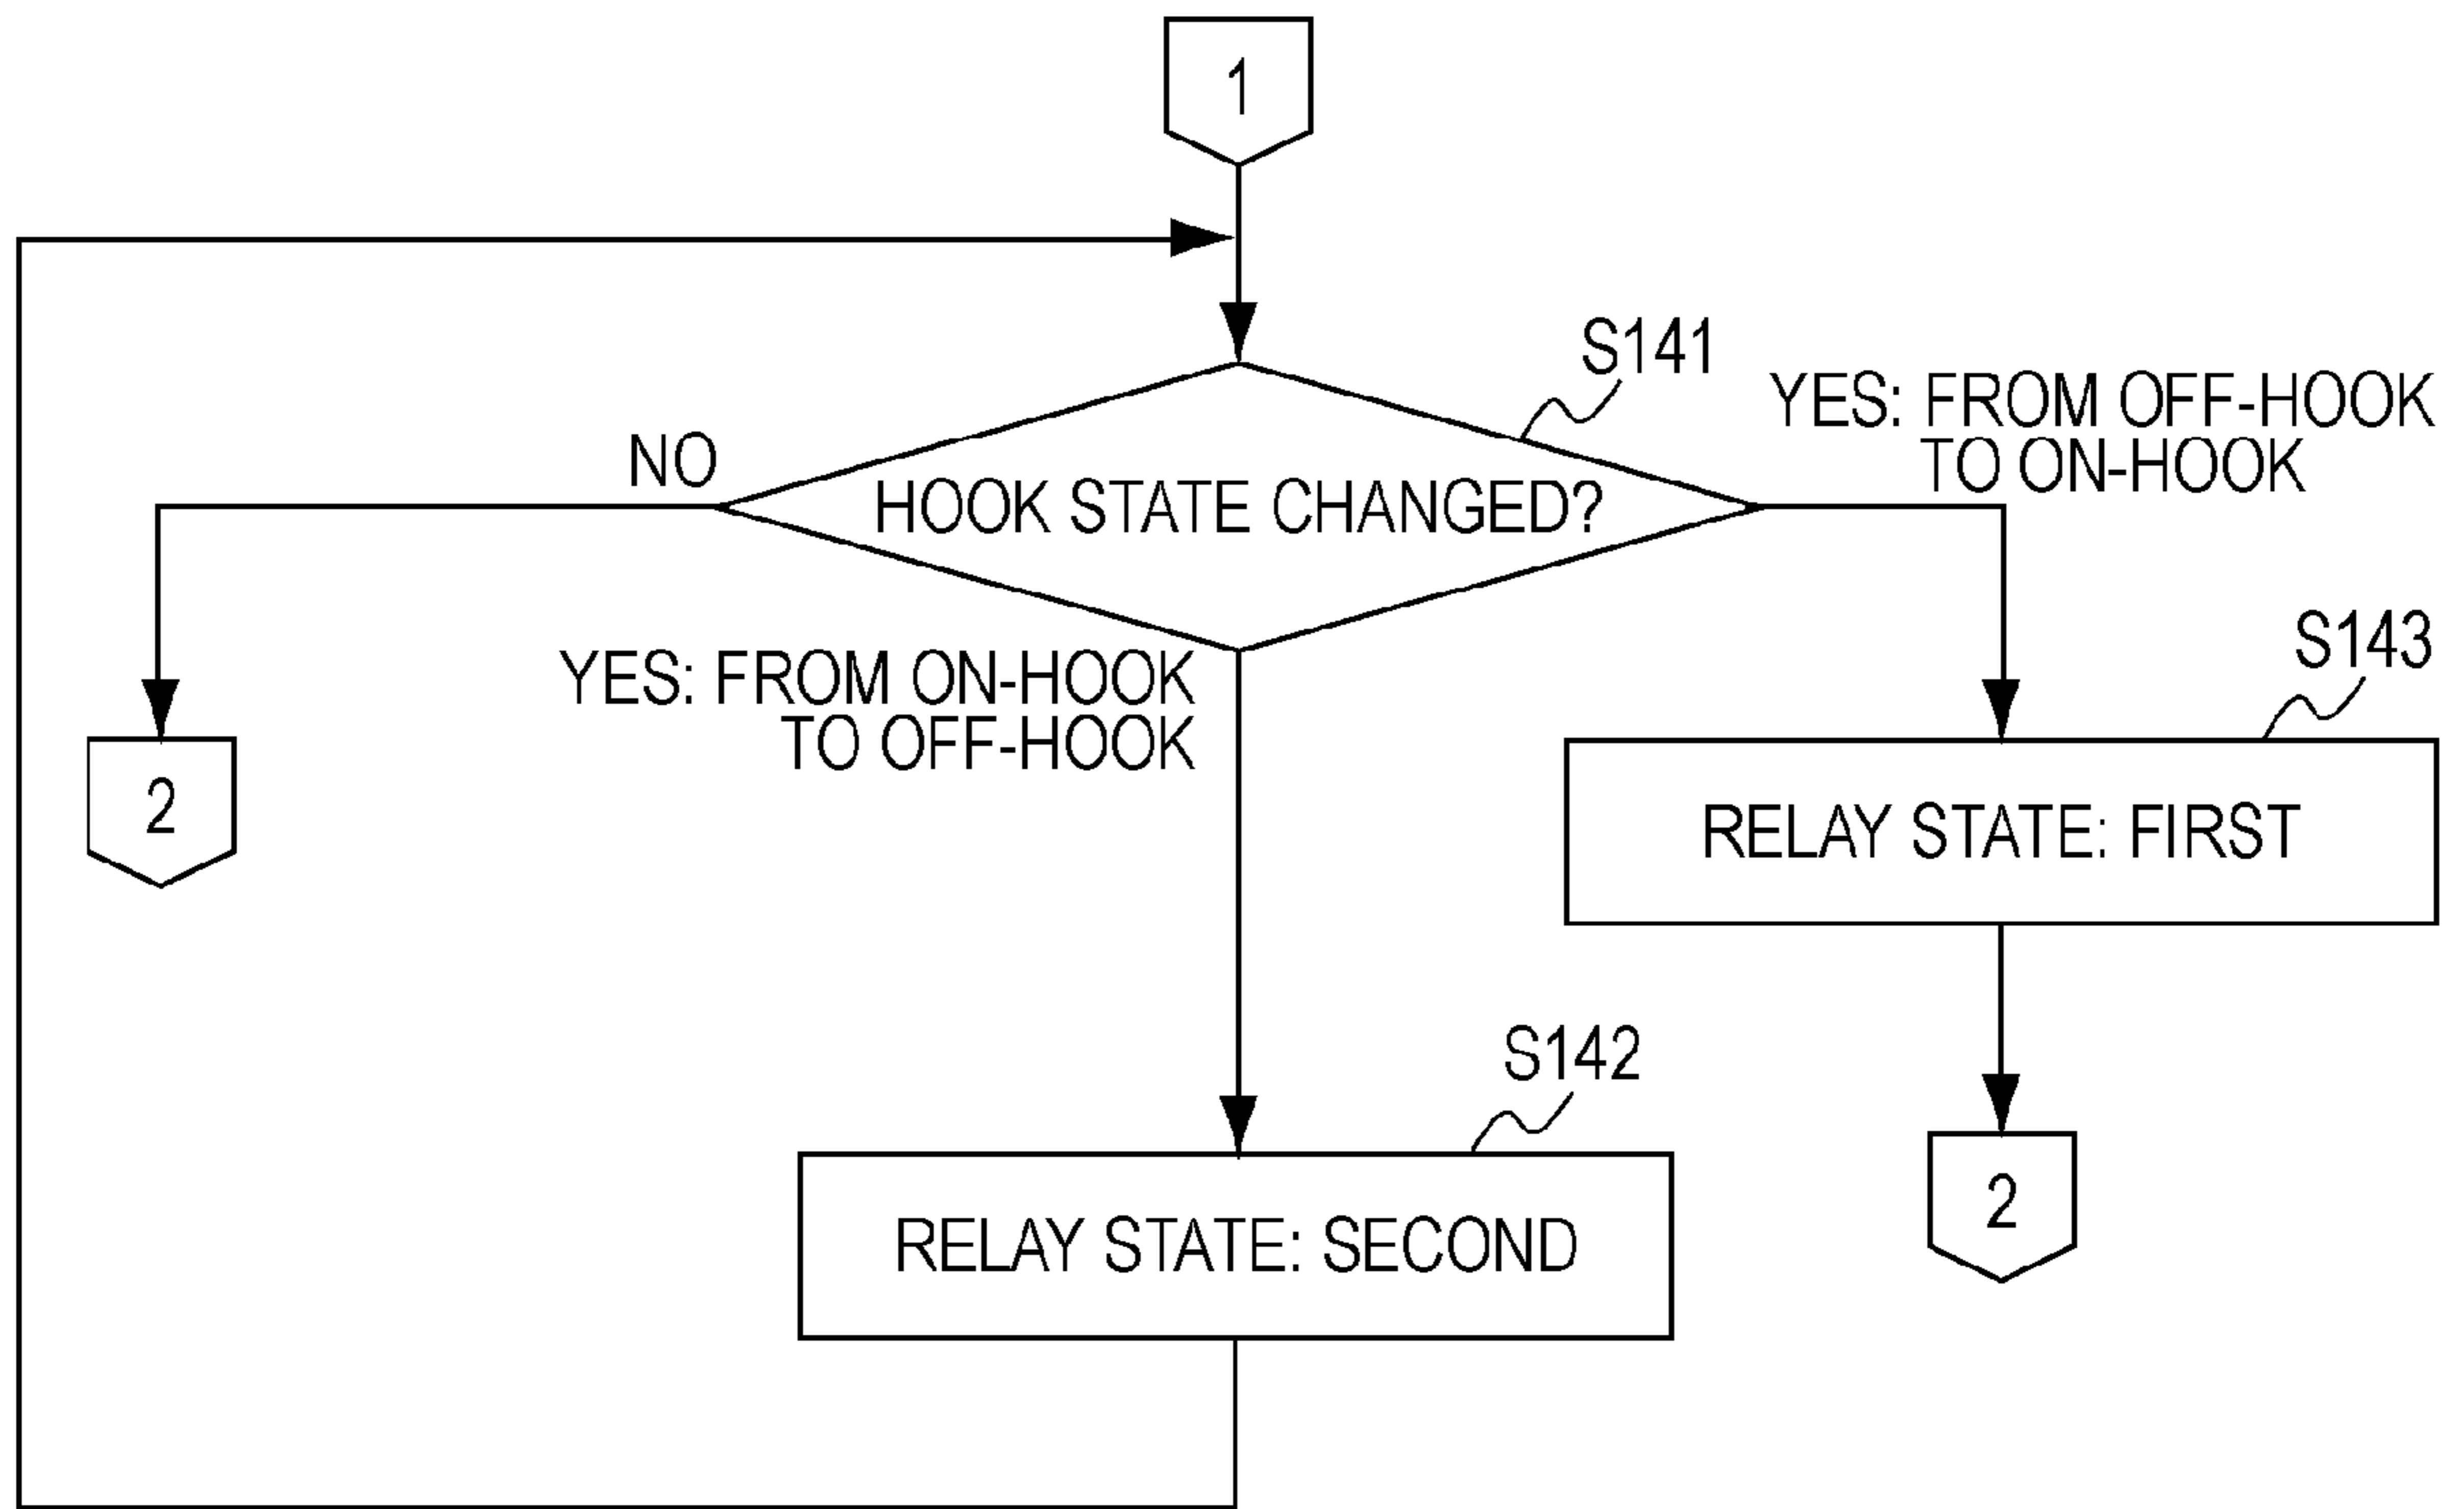 1
S141
YES: FROM OFF-HOOK
TO ON-HOOK
NO
HOOK STATE CHANGED?
S143
YES: FROM ON-HOOK
TO OFF-HOOK
2
RELAY STATE: FIRST
S142
2
RELAY STATE: SECOND